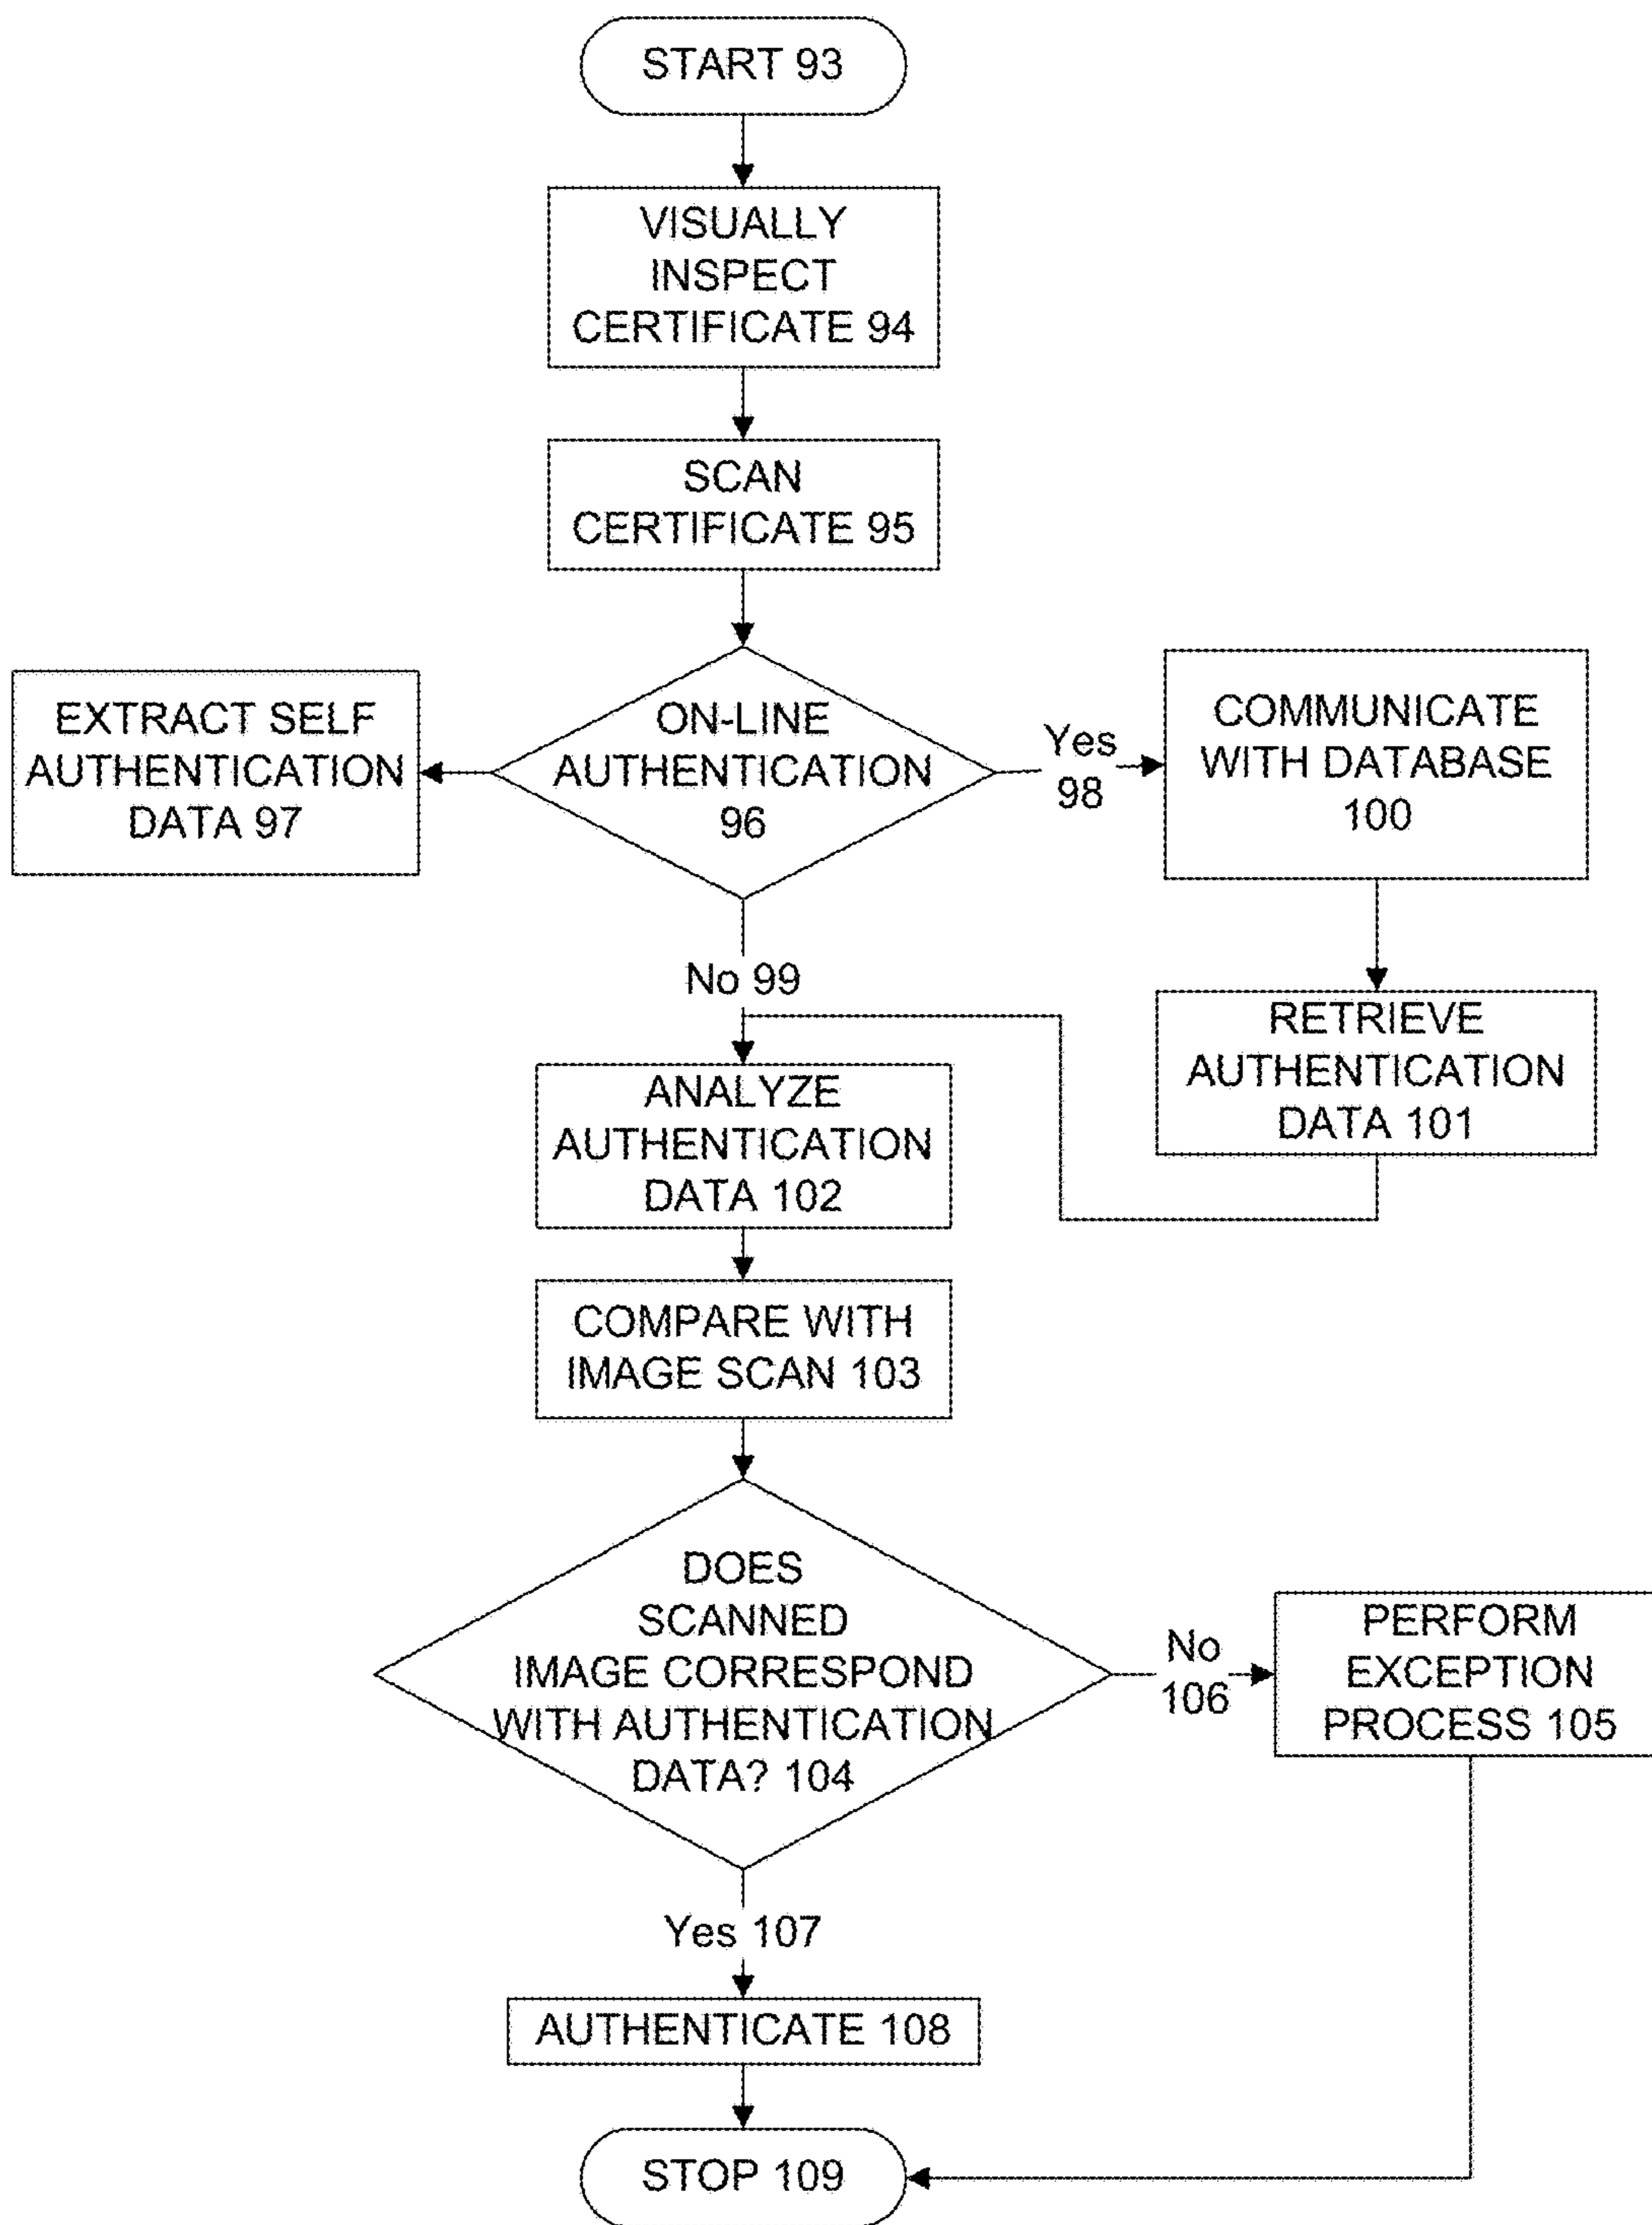 START 93
VISUALLY
INSPECT
CERTIFICATE 94
SCAN
CERTIFICATE 95
EXTRACT SELF
AUTHENTICATION
DATA 97
ON-LINE
AUTHENTICATION
96
Yes
98
COMMUNICATE
WITH DATABASE
100
No 99
RETRIEVE
AUTHENTICATION
DATA 101
ANALYZE
AUTHENTICATION
DATA 102
COMPARE WITH
IMAGE SCAN 103
DOES
SCANNED
IMAGE CORRESPOND
WITH AUTHENTICATION
DATA? 104
No
106
PERFORM
EXCEPTION
PROCESS 105
Yes 107
AUTHENTICATE 108
STOP 109